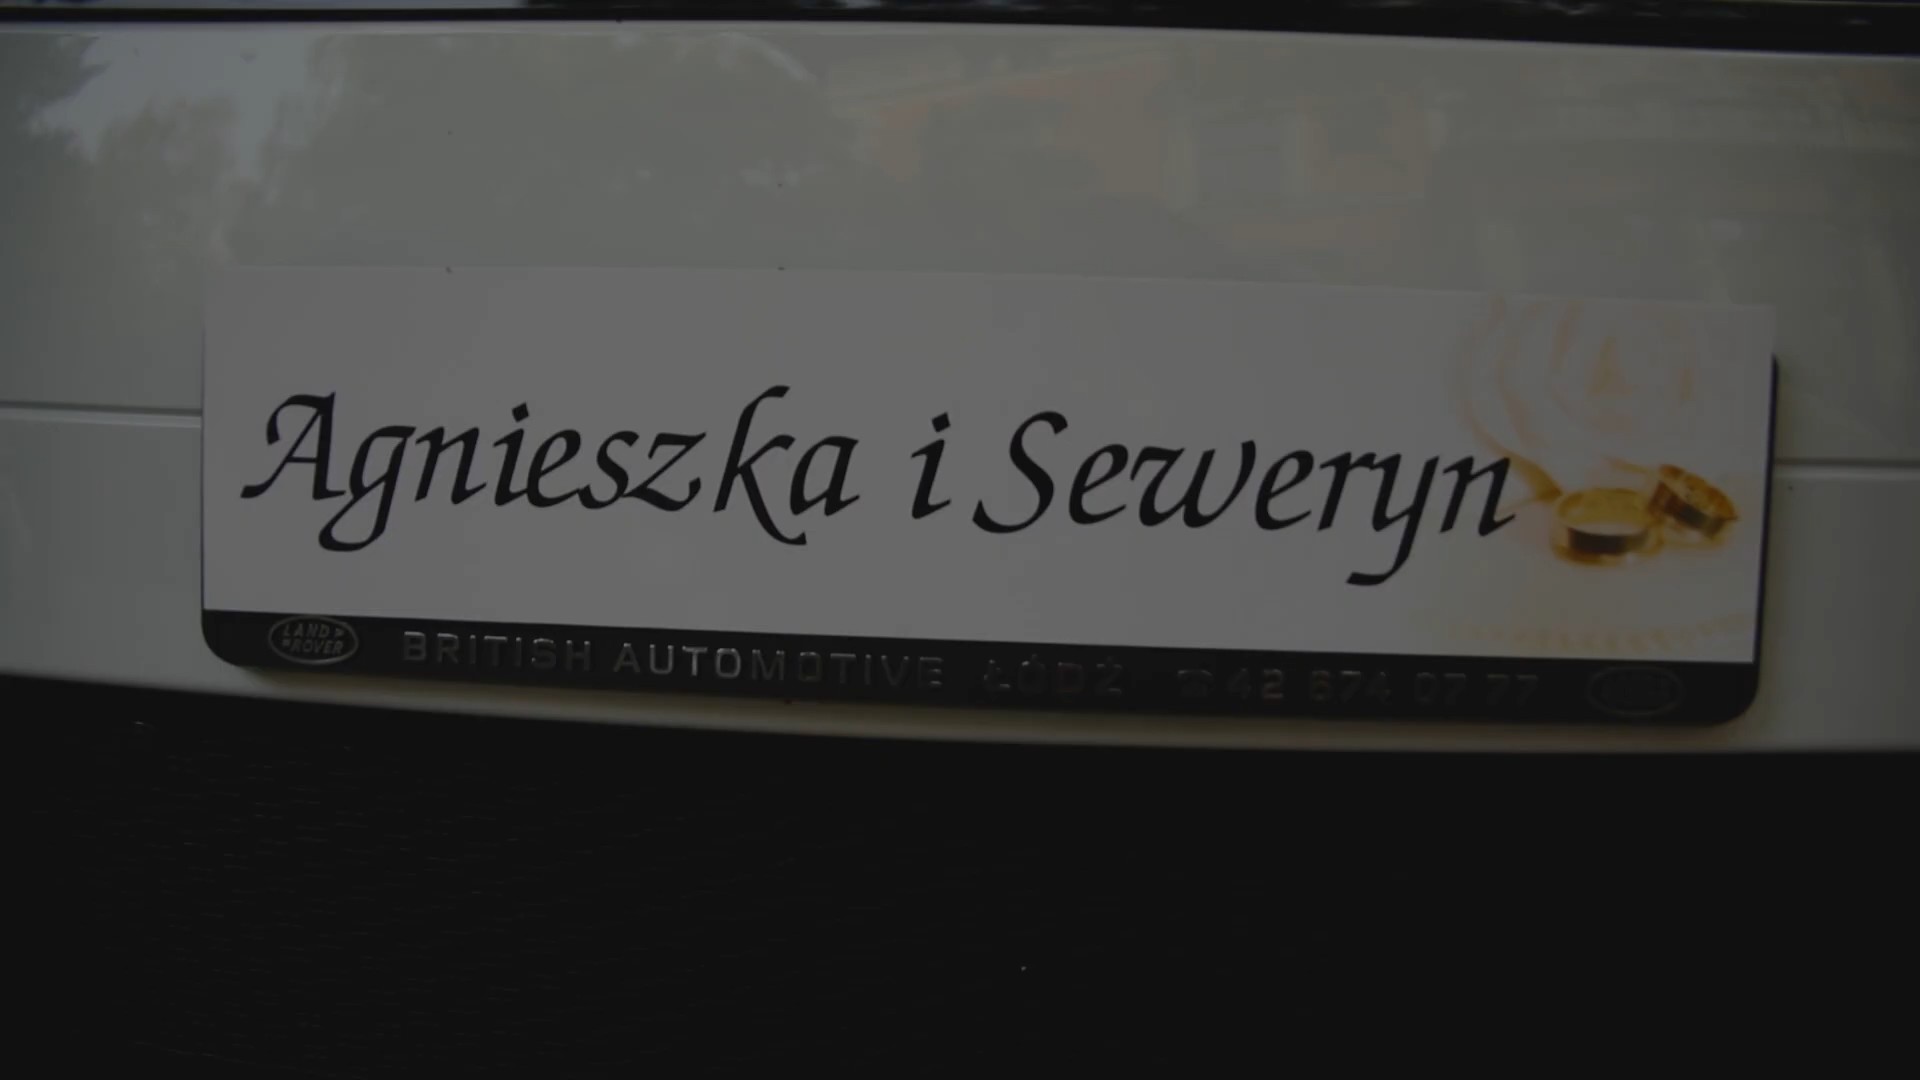 Agnieszka i Seweryn
LAND ROVER BRITISH AUTOMOTIVE ŁÓDŹ ☎ 42 674 07 77